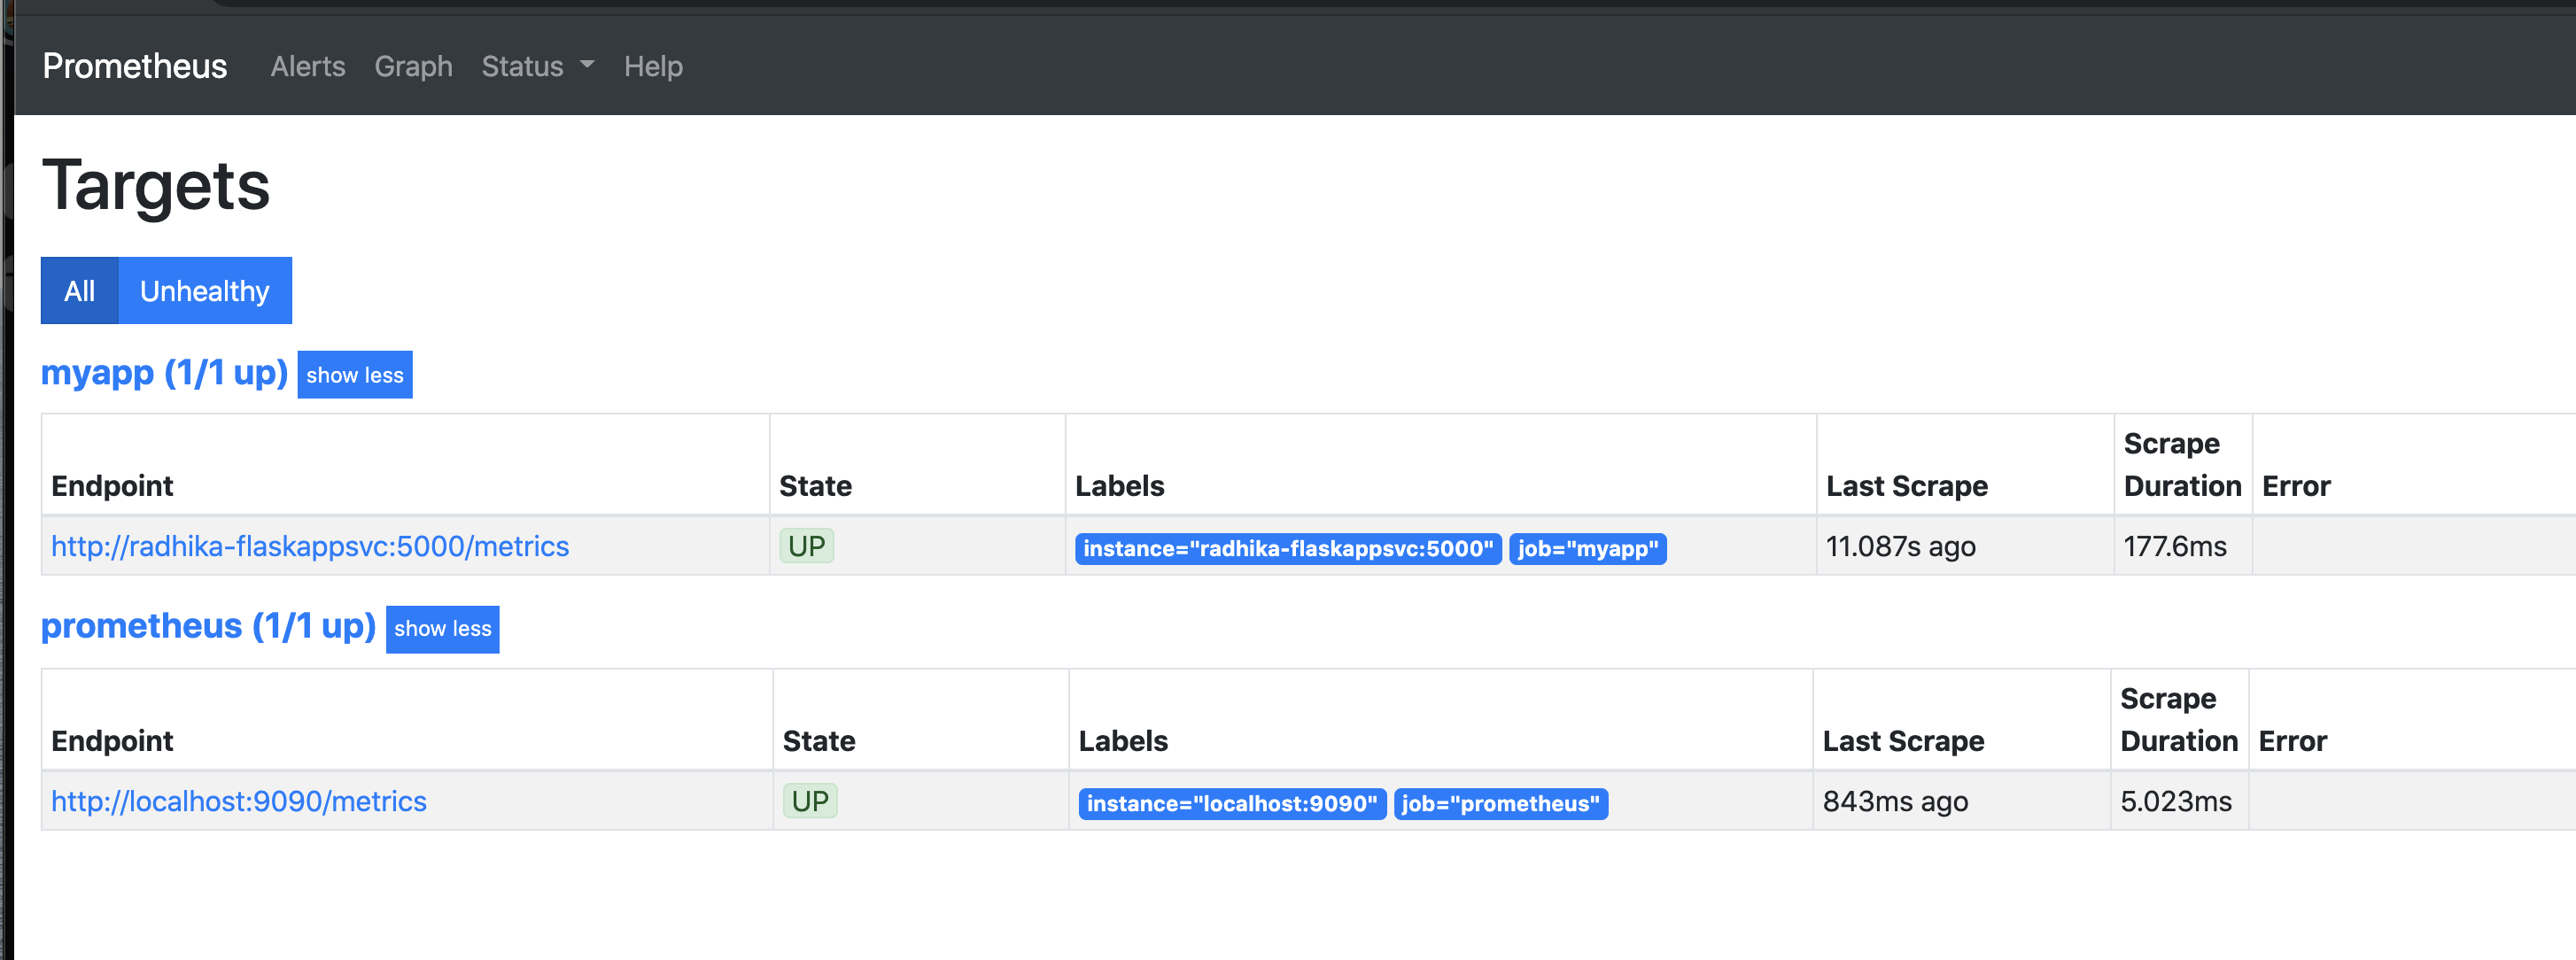 Prometheus Alerts Graph Status Help
Targets
All Unhealthy
myapp (1/1 up) show less
Endpoint State Labels Last Scrape Scrape Duration Error
http://radhika-flaskappsvc:5000/metrics UP instance="radhika-flaskappsvc:5000" job="myapp" 11.087s ago 177.6ms
prometheus (1/1 up) show less
Endpoint State Labels Last Scrape Scrape Duration Error
http://localhost:9090/metrics UP instance="localhost:9090" job="prometheus" 843ms ago 5.023ms